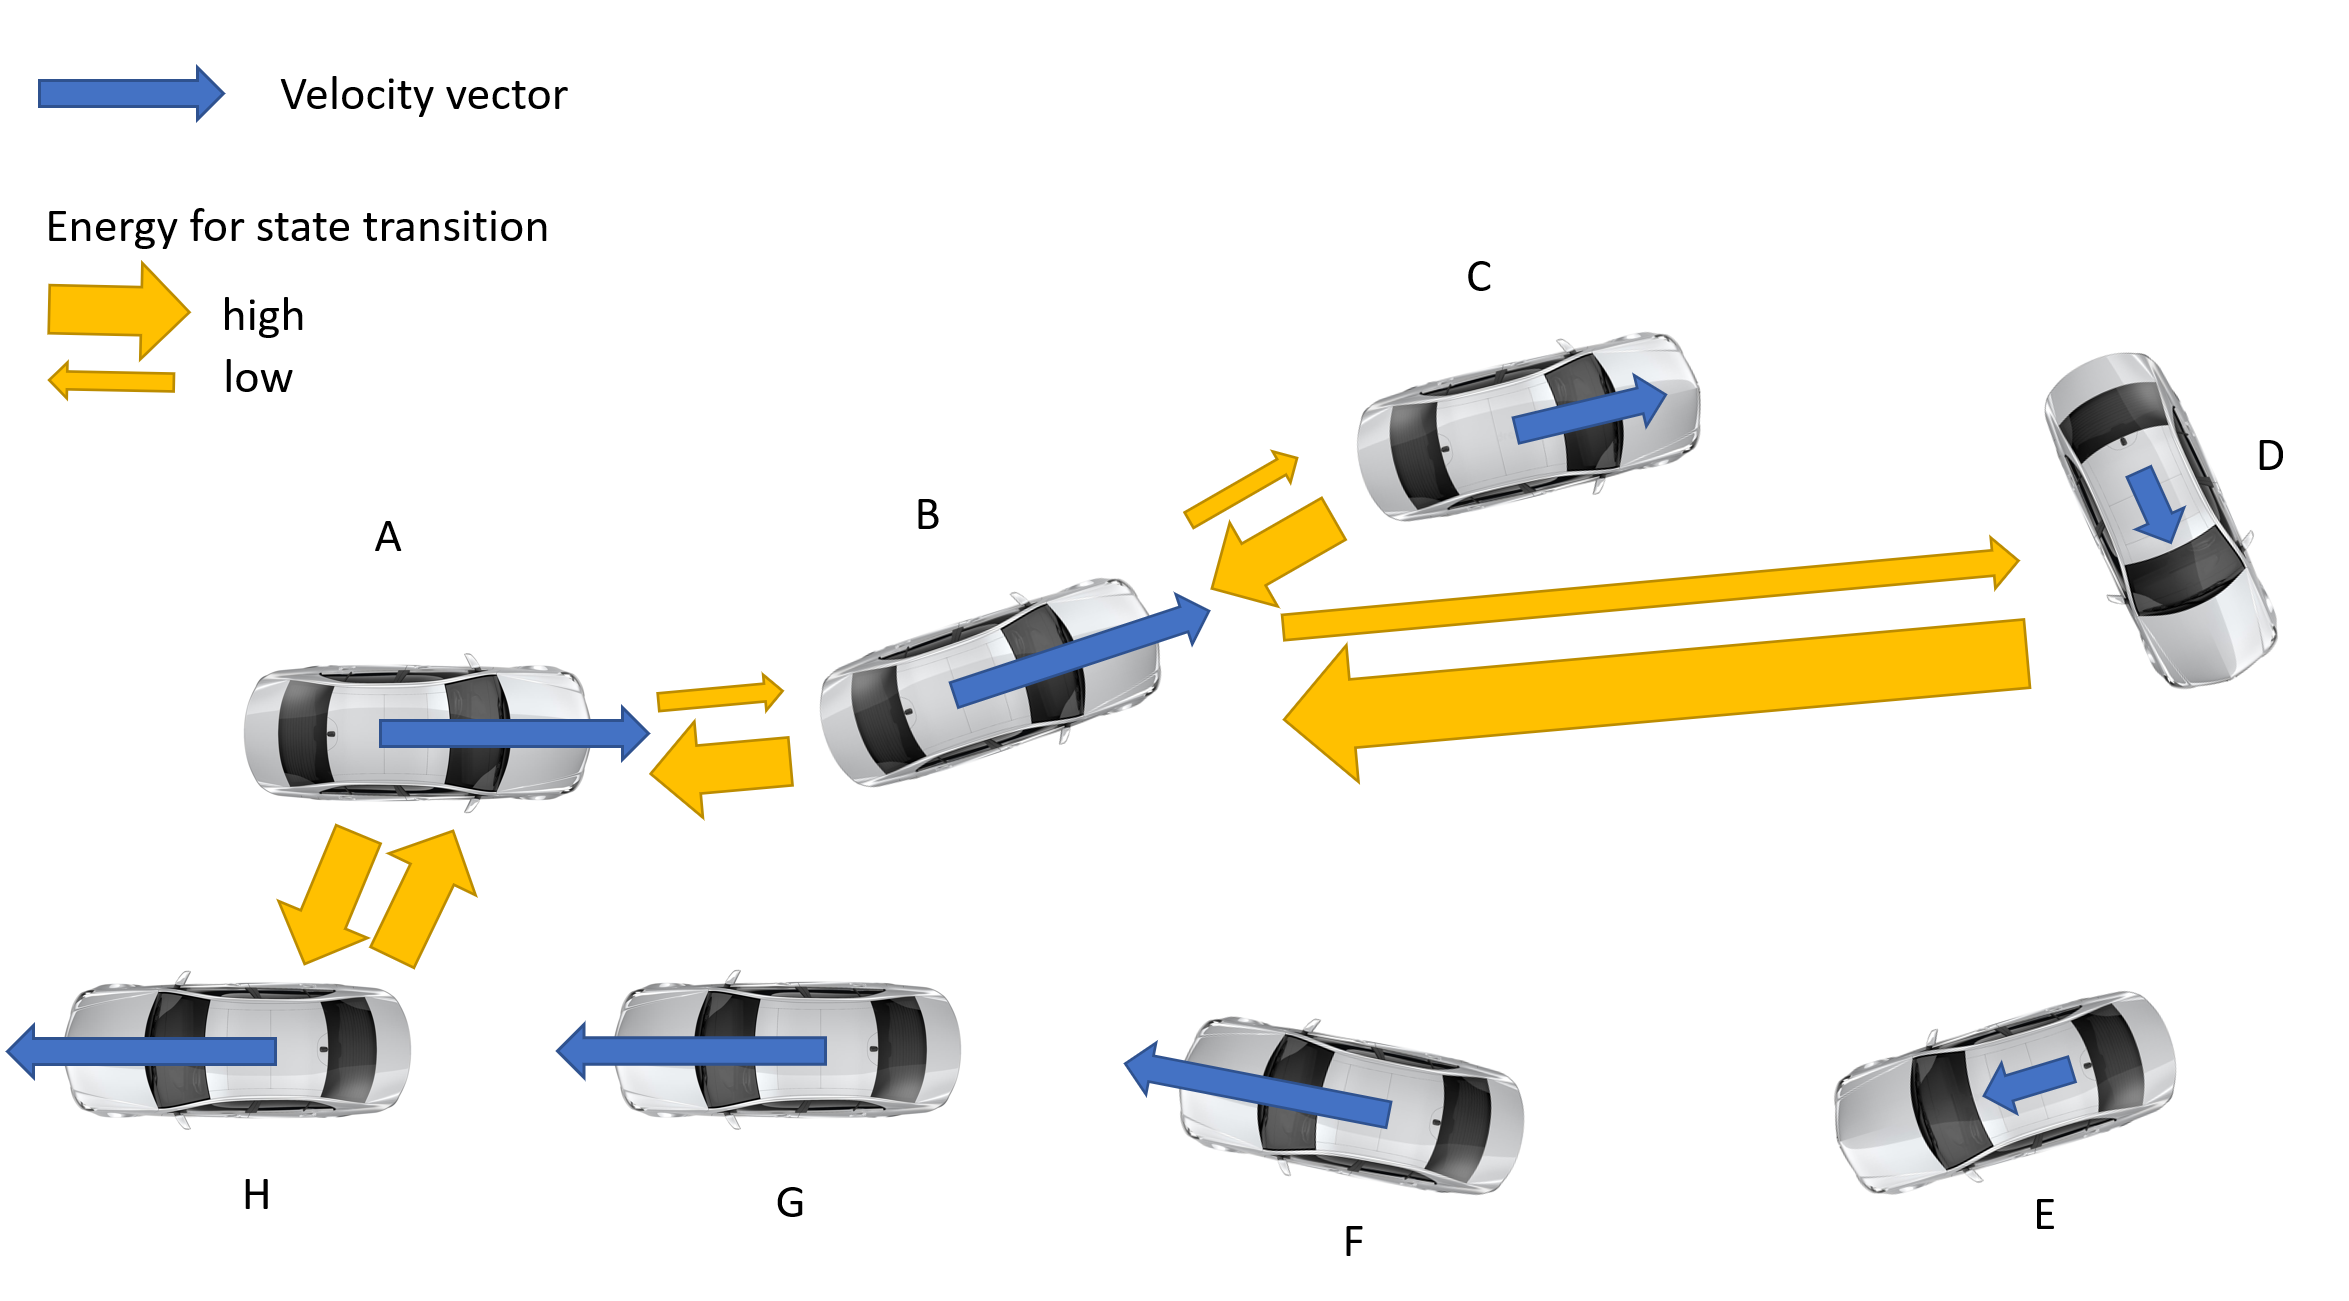 Velocity vector
Energy for state transition
high
low
C
D
B
A
H
G
F
E